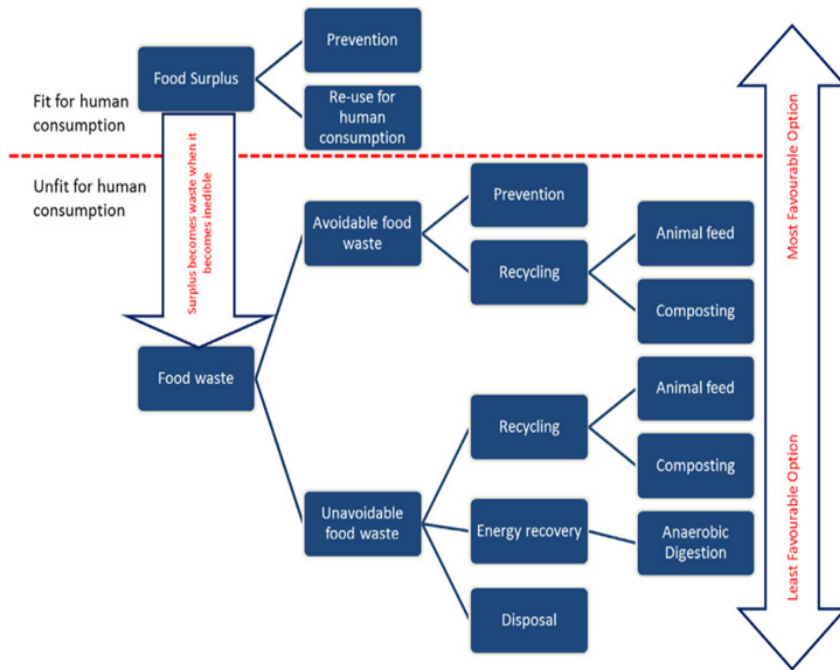 Prevention
Food Surplus
Re-use for
human
consumption
Fit for human
consumption
Surplus becomes waste when it
becomes inedible
Unfit for human
consumption
Prevention
Avoidable food
waste
Animal feed
Recycling
Composting
Food waste
Animal feed
Recycling
Composting
Unavoidable
food waste
Energy recovery
Anaerobic
Digestion
Disposal
Most Favourable Option
Least Favourable Option